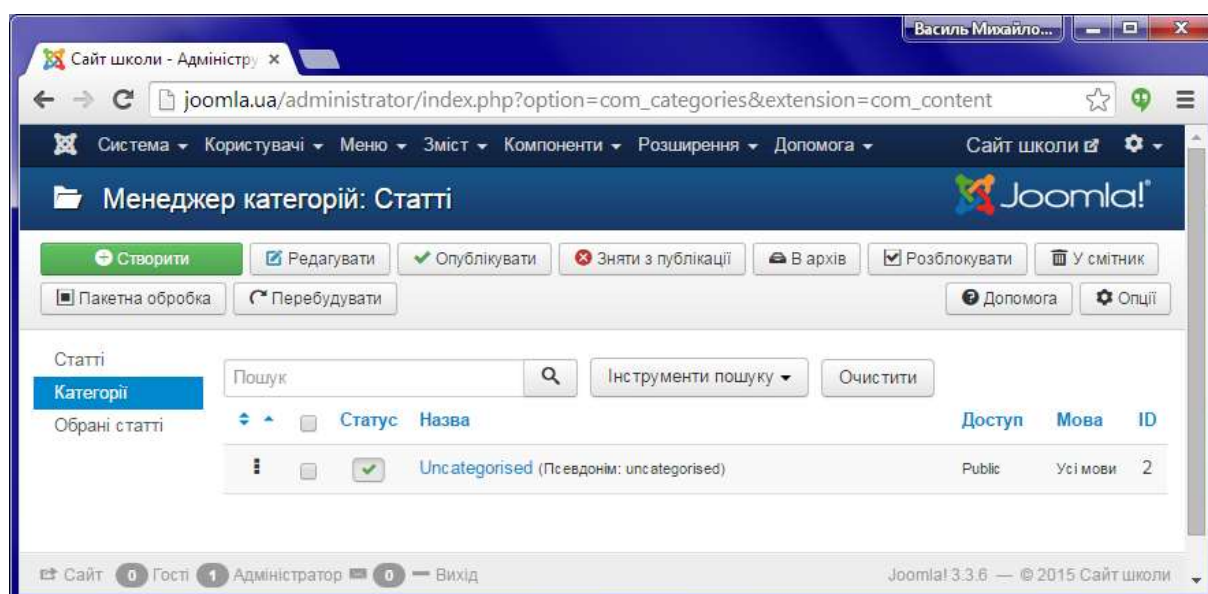 Василь Михайло...
Сайт школи - Адміністру
joomla.ua/administrator/index.php?option=com_categories&extension=com_content
Система Користувачі Меню Зміст Компоненти Розширення Допомога Сайт школи
Менеджер категорій: Статті Joomla!
Створити Редагувати Опублікувати Зняти з публікації В архів Розблокувати У смітник
Пакетна обробка Перебудувати Допомога Опції
Статті
Пошук Інструменти пошуку Очистити
Категорії
Обрані статті
Статус Назва Доступ Мова ID
Uncategorised (Псевдонім: uncategorised) Public Усі мови 2
Сайт 0 Гості 1 Адміністратор 0 Вихід Joomla! 3.3.6 — © 2015 Сайт школи